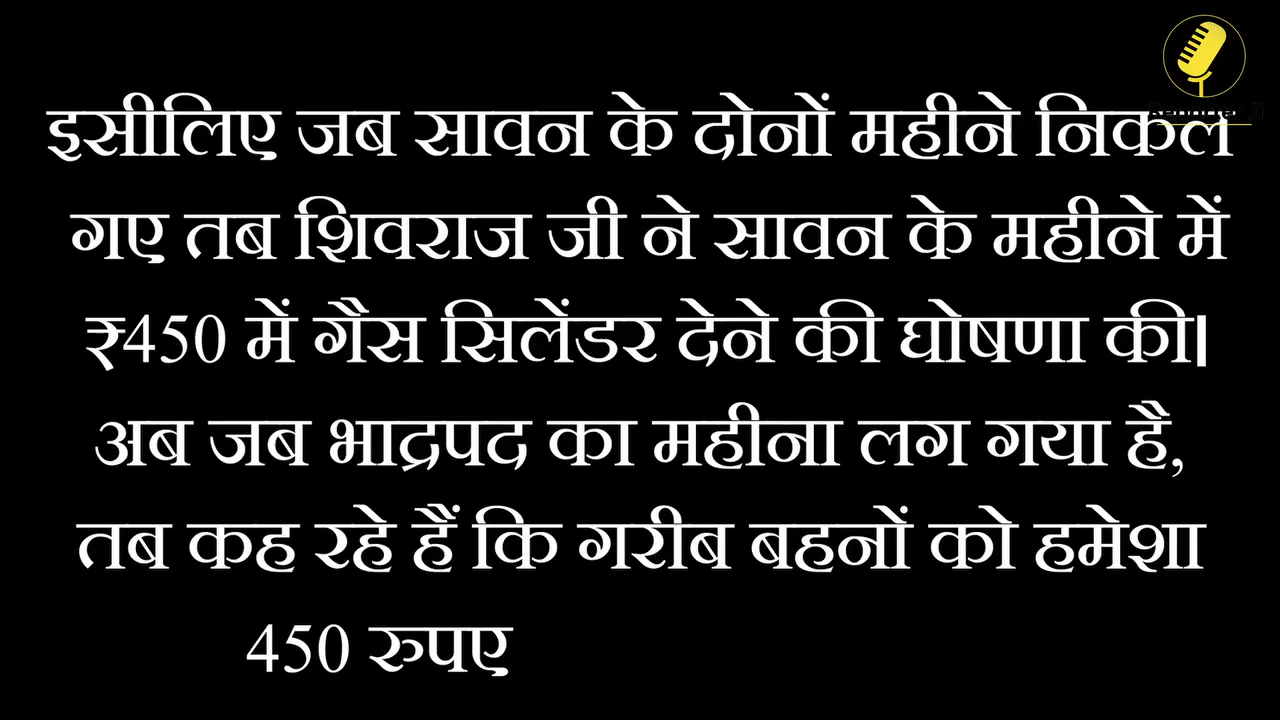 इसीलिए जब सावन के दोनों महीने निकल
गए तब शिवराज जी ने सावन के महीने में
₹450 में गैस सिलेंडर देने की घोषणा की।
अब जब भाद्रपद का महीना लग गया है,
तब कह रहे हैं कि गरीब बहनों को हमेशा
450 रुपए